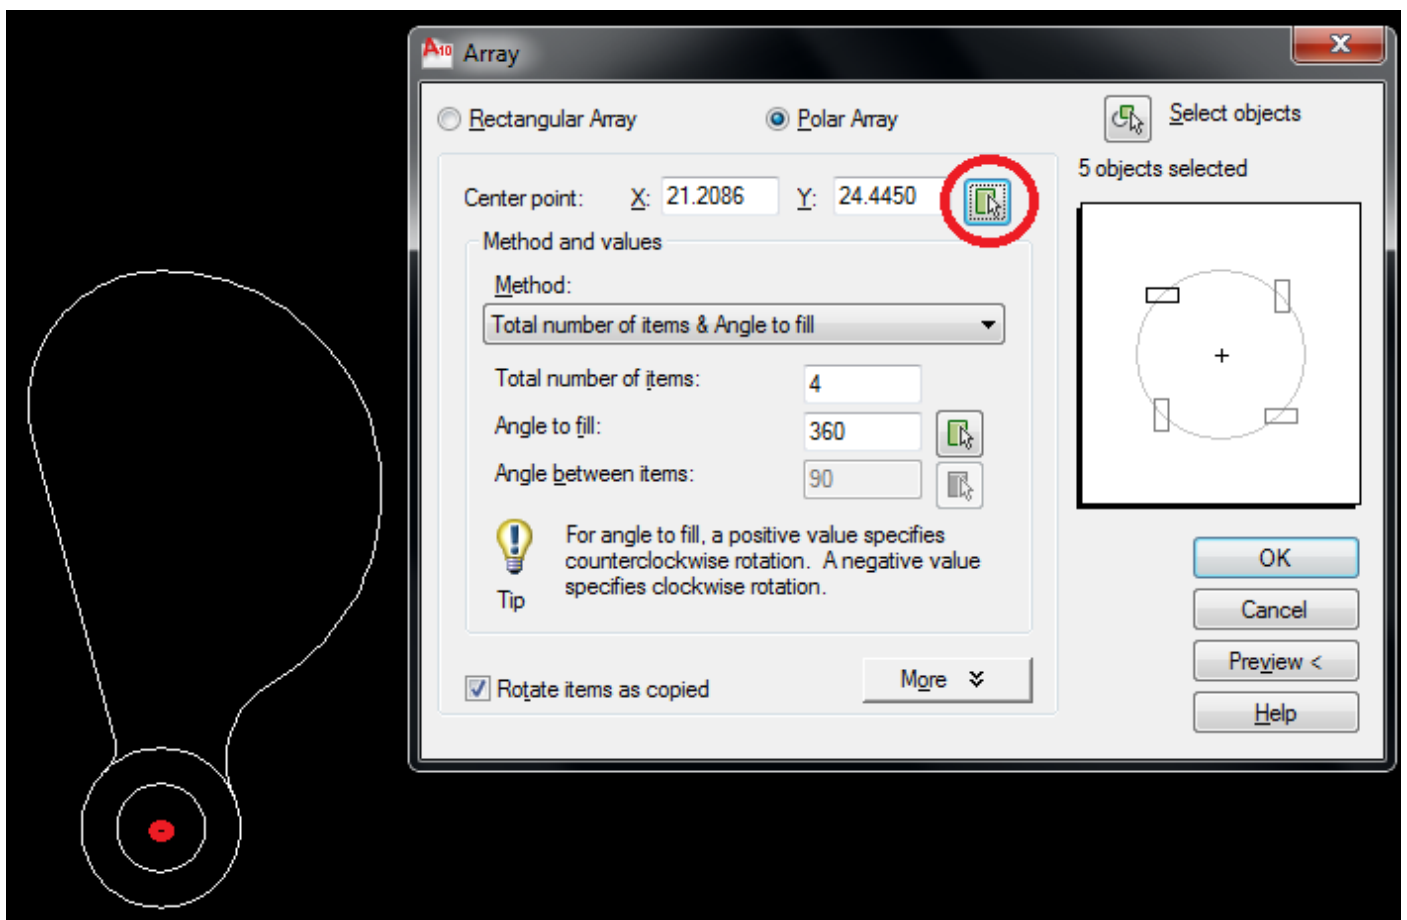 A10 Array
X
Rectangular Array
Polar Array
Select objects
5 objects selected
Center point: X: 21.2086 Y: 24.4450
Method and values
Method:
Total number of items & Angle to fill
Total number of items: 4
Angle to fill: 360
Angle between items: 90
For angle to fill, a positive value specifies
counterclockwise rotation. A negative value
specifies clockwise rotation.
Tip
Rotate items as copied
More
OK
Cancel
Preview <
Help